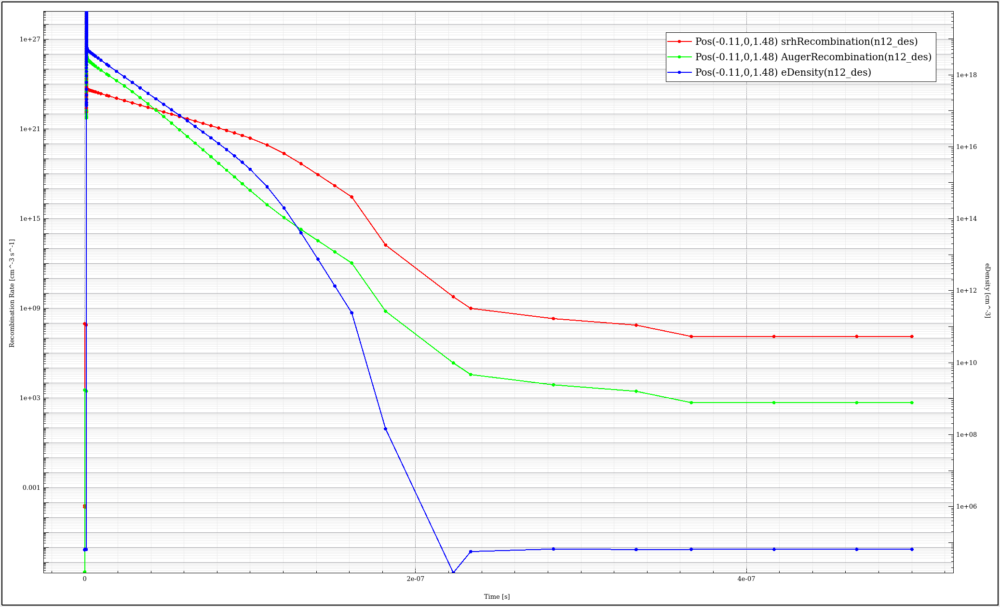 Pos(-0.11,0,1.48) srhRecombination(n12_des)
Pos(-0.11,0,1.48) AugerRecombination(n12_des)
Pos(-0.11,0,1.48) eDensity(n12_des)
1e+27
1e+21
1e+15
1e+09
1e+03
0.001
Recombination Rate [cm^-3 s^-1]
1e+18
1e+16
1e+14
1e+12
1e+10
1e+08
1e+06
eDensity [cm^-3]
0
2e-07
4e-07
Time [s]